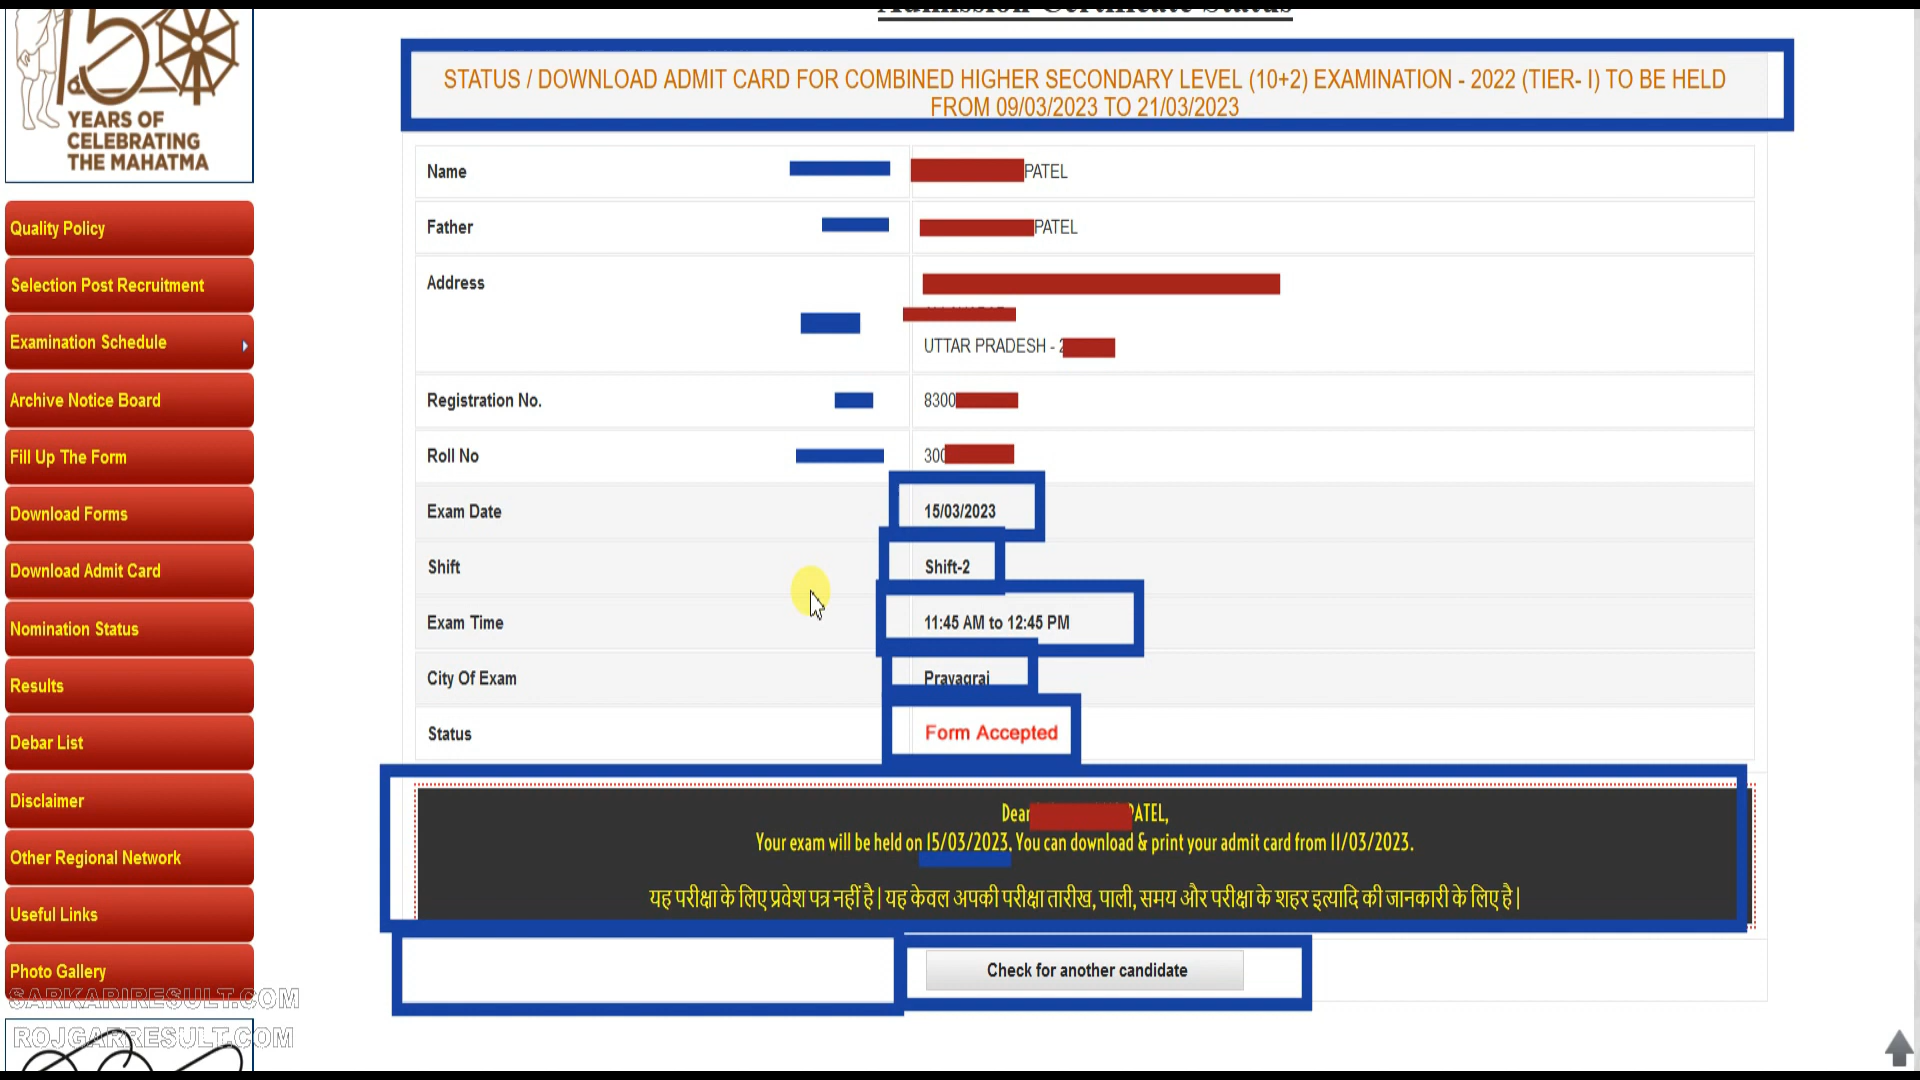 Admission Certificate Status
150
YEARS OF
CELEBRATING
THE MAHATMA
Quality Policy
Selection Post Recruitment
Examination Schedule
Archive Notice Board
Fill Up The Form
Download Forms
Download Admit Card
Nomination Status
Results
Debar List
Disclaimer
Other Regional Network
Useful Links
Photo Gallery
SARKARIRESULT.COM
ROJGARRESULT.COM
STATUS / DOWNLOAD ADMIT CARD FOR COMBINED HIGHER SECONDARY LEVEL (10+2) EXAMINATION - 2022 (TIER- I) TO BE HELD
FROM 09/03/2023 TO 21/03/2023
Name PATEL
Father PATEL
Address
UTTAR PRADESH - 2
Registration No. 8300
Roll No 300
Exam Date 15/03/2023
Shift Shift-2
Exam Time 11:45 AM to 12:45 PM
City Of Exam Prayagraj
Status Form Accepted
Dear PATEL,
Your exam will be held on 15/03/2023. You can download & print your admit card from 11/03/2023.
यह परीक्षा के लिए प्रवेश पत्र नहीं है | यह केवल अपकी परीक्षा तारीख, पाली, समय और परीक्षा के शहर इत्यादि की जानकारी के लिए है |
Check for another candidate